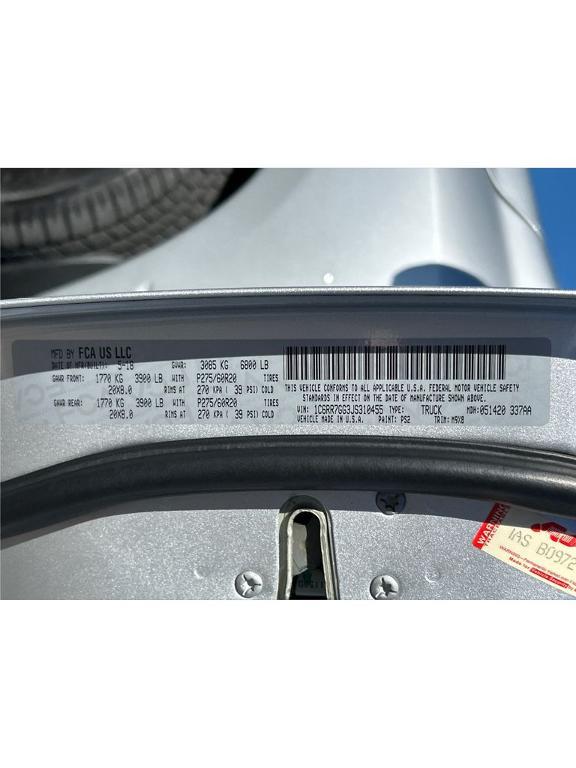 MFD BY FCA US LLC
DATE OF MFR(BUILT): 5-18 GVWR: 3085 KG 6800 LB
GAWR FRONT: 1770 KG 3900 LB WITH P275/60R20 TIRES
20X8.0 RIMS AT 270 KPA ( 39 PSI) COLD
GAWR REAR: 1770 KG 3900 LB WITH P275/60R20 TIRES
20X8.0 RIMS AT 270 KPA ( 39 PSI) COLD
THIS VEHICLE CONFORMS TO ALL APPLICABLE U.S.A. FEDERAL MOTOR VEHICLE SAFETY
STANDARDS IN EFFECT ON THE DATE OF MANUFACTURE SHOWN ABOVE.
VIN: 1C6RR7GG3JS310455 TYPE: TRUCK MDH: 051420 337AA
VEHICLE MADE IN U.S.A. PAINT: PS2 TRIM: M9X8
WARNING
IAS B0972